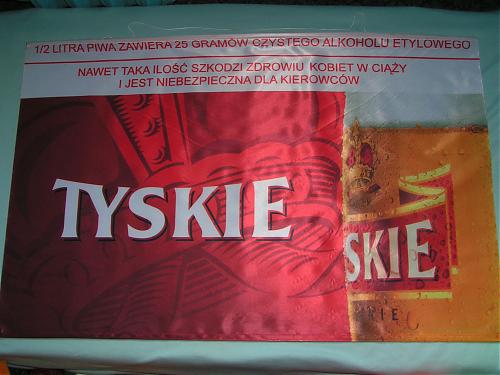 1/2 LITRA PIWA ZAWIERA 25 GRAMÓW CZYSTEGO ALKOHOLU ETYLOWEGO
NAWET TAKA ILOŚĆ SZKODZI ZDROWIU KOBIET W CIĄŻY
I JEST NIEBEZPIECZNA DLA KIEROWCÓW
TYSKIE
SKIE